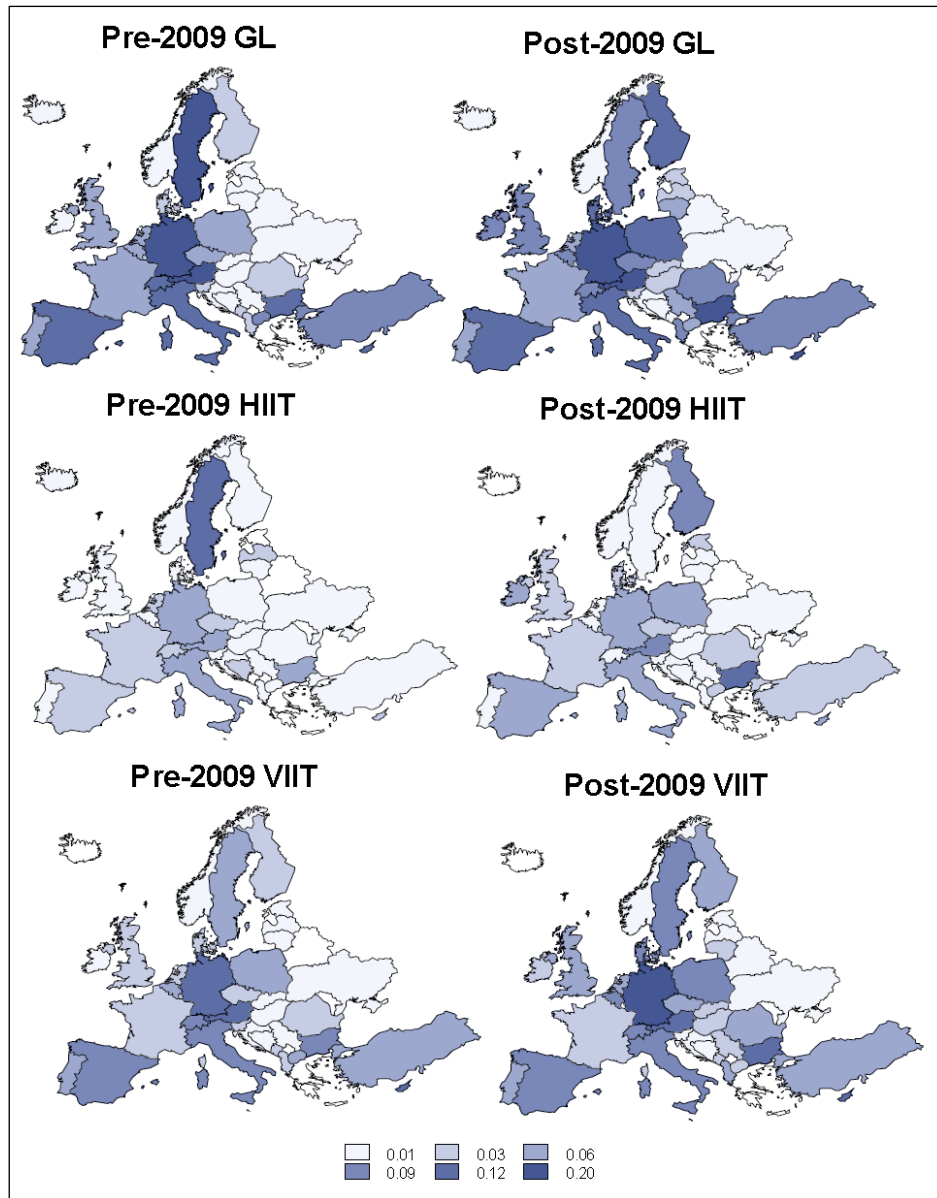 Pre-2009 GL
Post-2009 GL
Pre-2009 HIIT
Post-2009 HIIT
Pre-2009 VIIT
Post-2009 VIIT
0.01 0.03 0.06
0.09 0.12 0.20